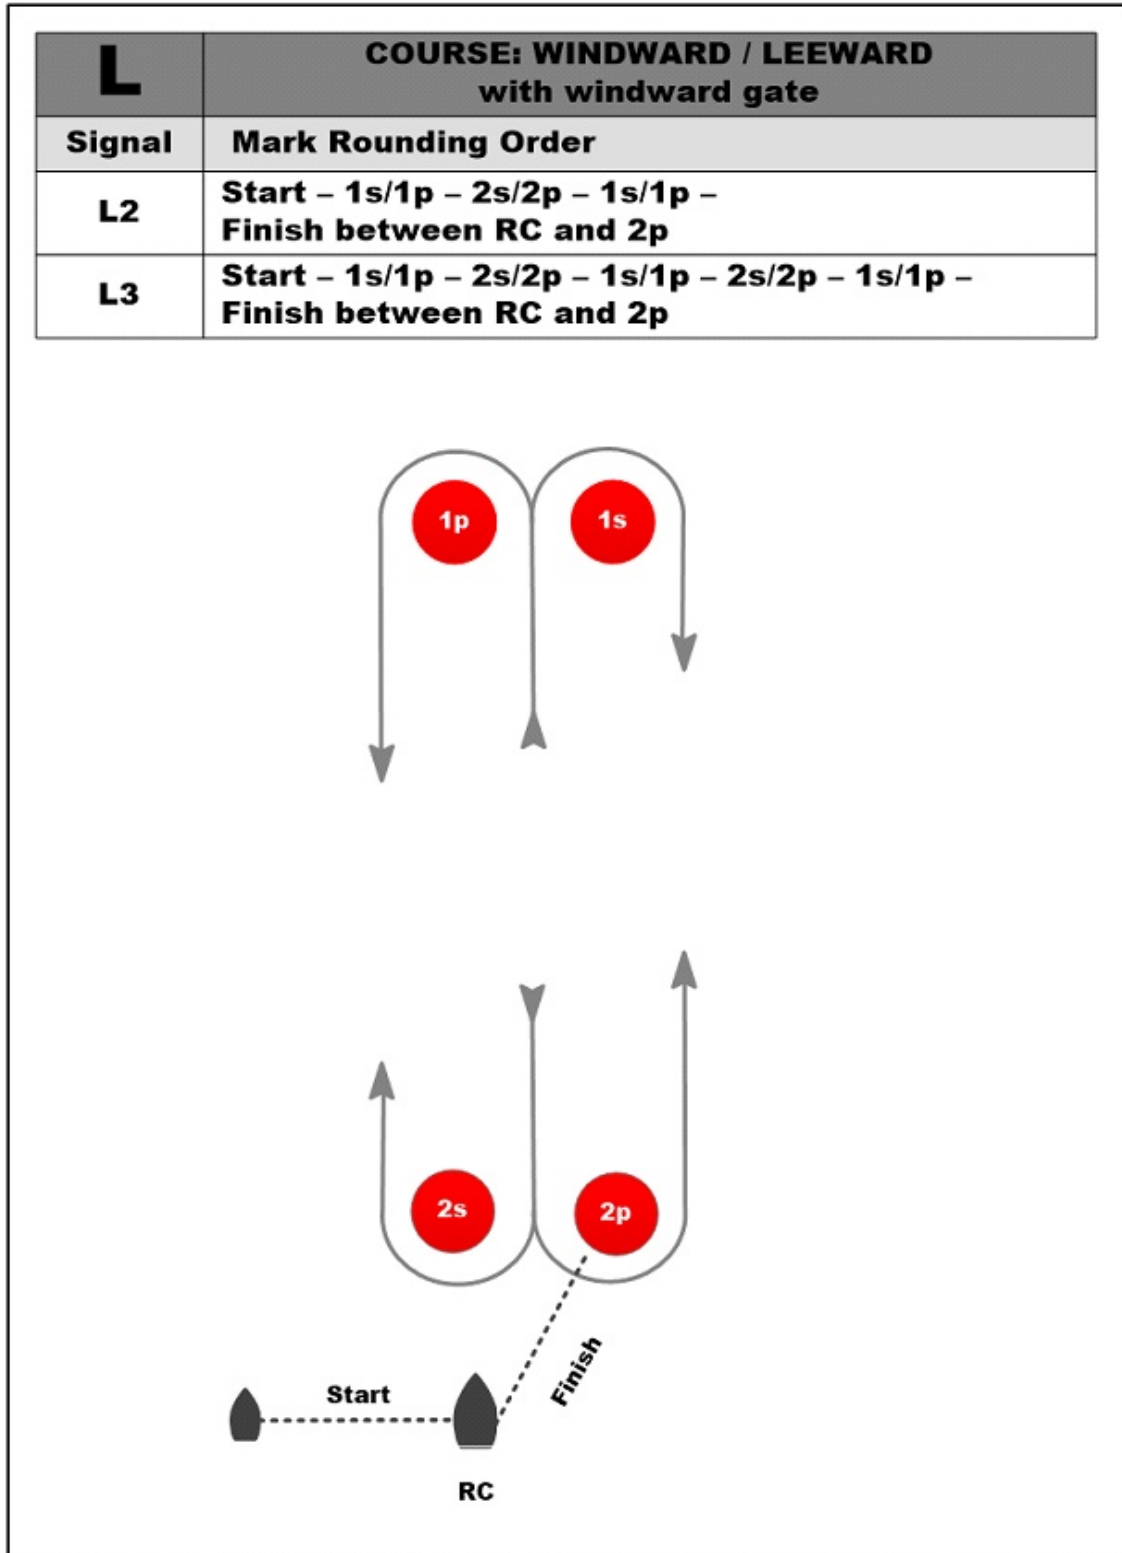 L
COURSE: WINDWARD / LEEWARD
with windward gate
Signal
Mark Rounding Order
L2
Start – 1s/1p – 2s/2p – 1s/1p –
Finish between RC and 2p
L3
Start – 1s/1p – 2s/2p – 1s/1p – 2s/2p – 1s/1p –
Finish between RC and 2p
1p
1s
2s
2p
Finish
Start
RC